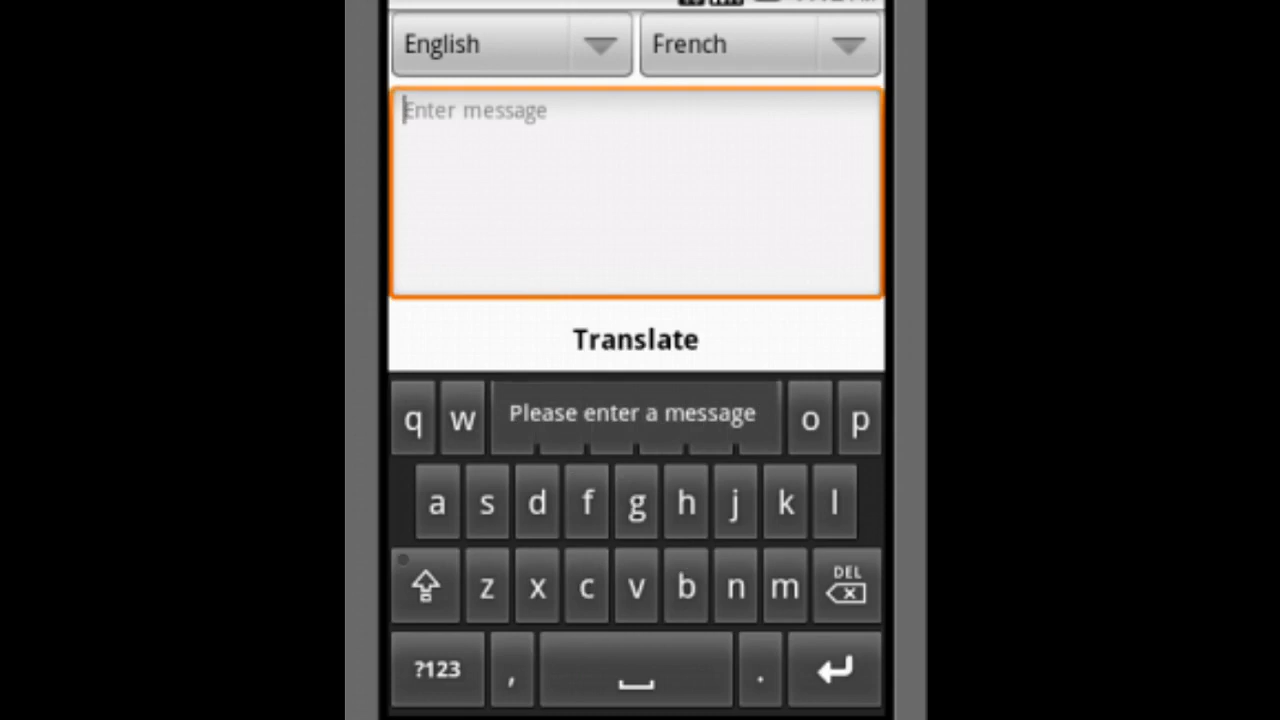 English French
Enter message
Translate
q w Please enter a message o p
a s d f g h j k l
z x c v b n m DEL
?123 , .